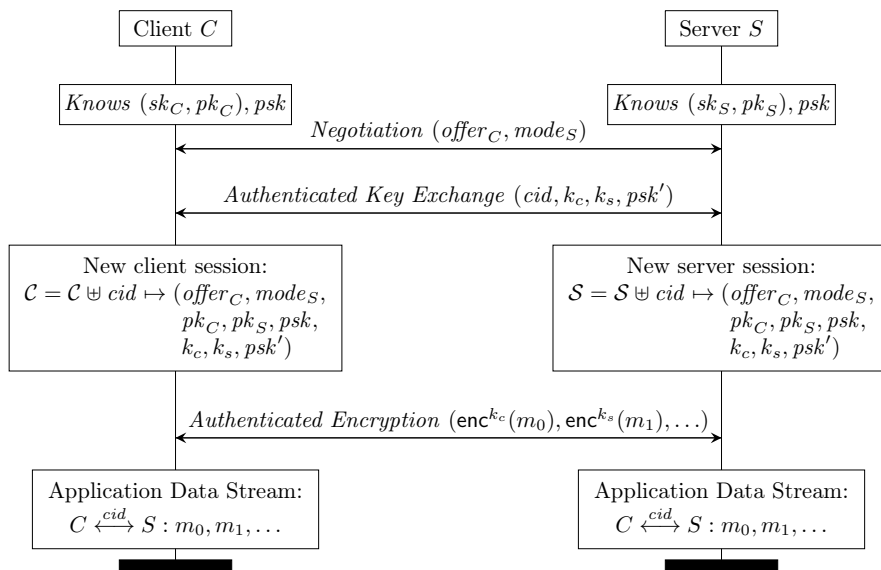 Client C
Server S
Knows (sk_C, pk_C), psk
Knows (sk_S, pk_S), psk
Negotiation (offer_C, mode_S)
Authenticated Key Exchange (cid, k_c, k_s, psk′)
New client session:
𝒞 = 𝒞 ⊎ cid ↦ (offer_C, mode_S,
pk_C, pk_S, psk,
k_c, k_s, psk′)
New server session:
𝒮 = 𝒮 ⊎ cid ↦ (offer_C, mode_S,
pk_C, pk_S, psk,
k_c, k_s, psk′)
Authenticated Encryption (enc^{k_c}(m_0), enc^{k_s}(m_1), . . .)
Application Data Stream:
C ⟷^{cid} S : m_0, m_1, . . .
Application Data Stream:
C ⟷^{cid} S : m_0, m_1, . . .